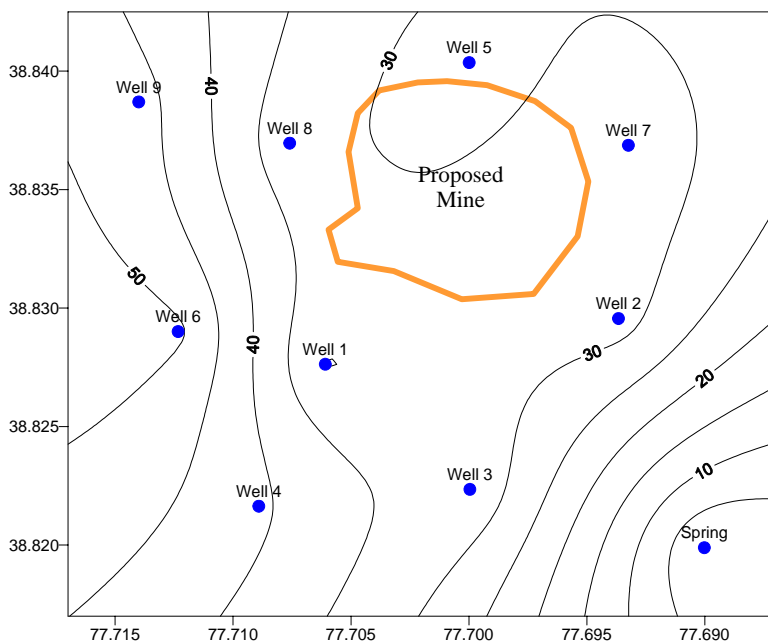 38.840
38.835
38.830
38.825
38.820
77.715
77.710
77.705
77.700
77.695
77.690
Well 5
30
Well 9
40
Well 8
Well 7
Proposed
Mine
50
Well 6
Well 2
40
Well 1
30
20
Well 3
10
Well 4
Spring